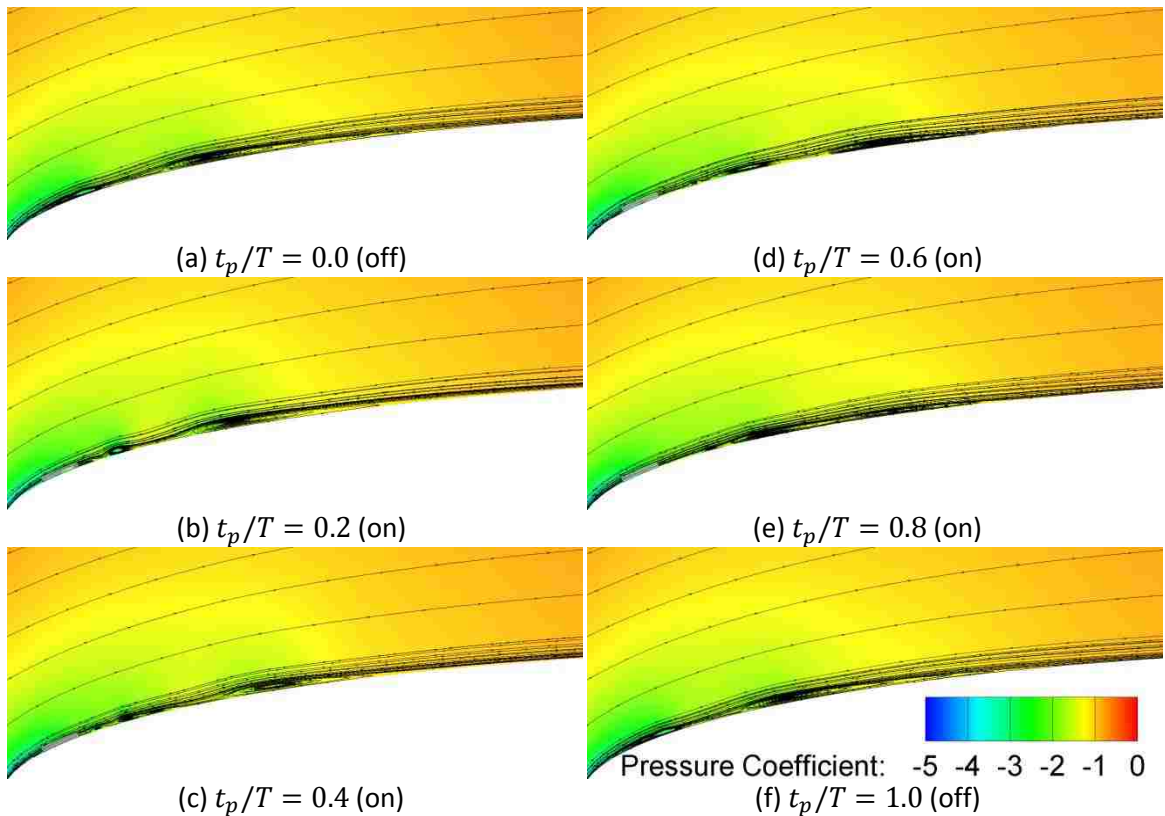 (a) t_p/T = 0.0 (off)
(d) t_p/T = 0.6 (on)
(b) t_p/T = 0.2 (on)
(e) t_p/T = 0.8 (on)
Pressure Coefficient: -5 -4 -3 -2 -1 0
(c) t_p/T = 0.4 (on)
(f) t_p/T = 1.0 (off)